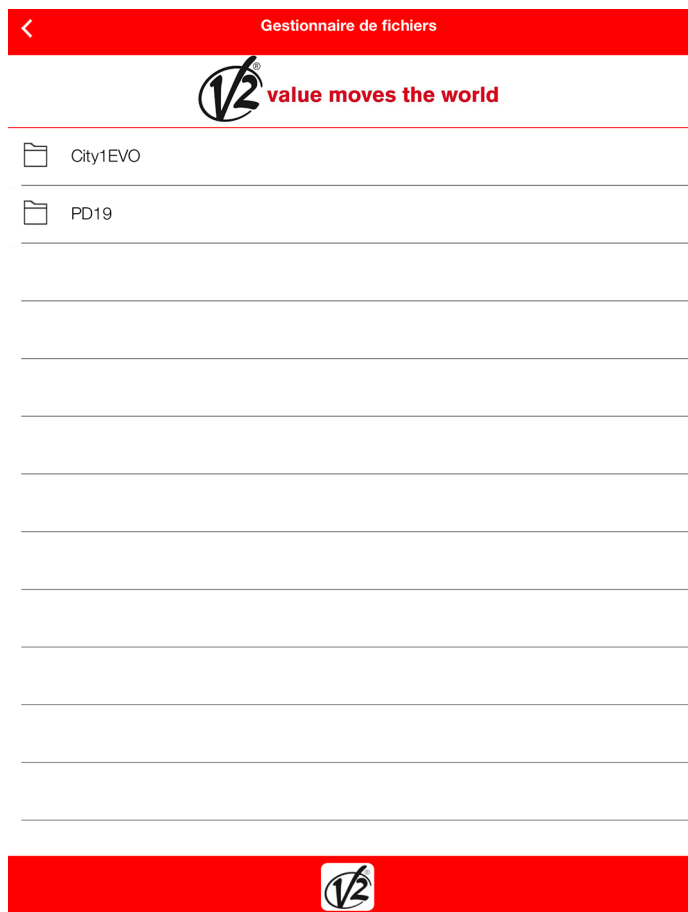 Gestionnaire de fichiers
V2® value moves the world
City1EVO
PD19
V2®